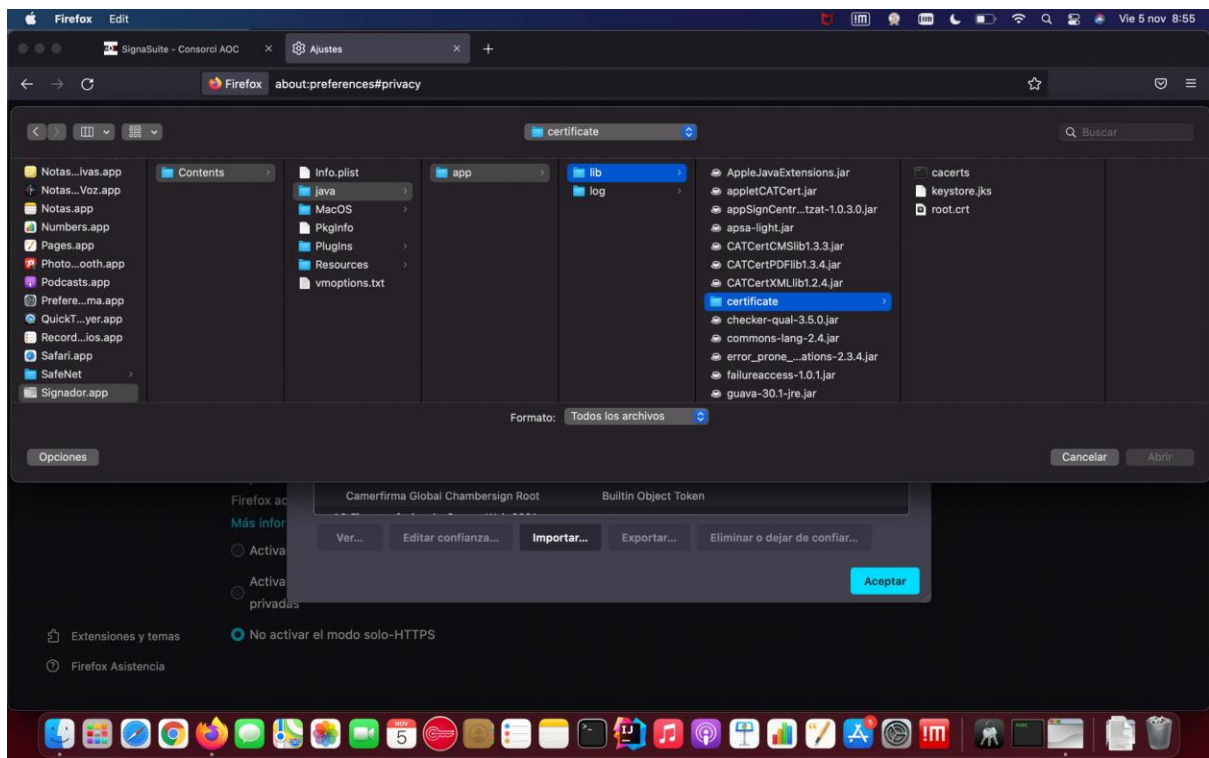 Firefox Edit
Vie 5 nov 8:55
SignaSuite - Consorci AOC
Ajustes
Firefox about:preferences#privacy
certificate
Buscar
Notas...ivas.app
Notas...Voz.app
Notas.app
Numbers.app
Pages.app
Photo...ooth.app
Podcasts.app
Prefere...ma.app
QuickT...yer.app
Record...ios.app
Safari.app
SafeNet
Signador.app
Contents
Info.plist
java
MacOS
PkgInfo
PlugIns
Resources
vmoptions.txt
app
lib
log
AppleJavaExtensions.jar
appletCATCert.jar
appSignCentr...tzat-1.0.3.0.jar
apsa-light.jar
CATCertCMSlib1.3.3.jar
CATCertPDFlib1.3.4.jar
CATCertXMLlib1.2.4.jar
certificate
checker-qual-3.5.0.jar
commons-lang-2.4.jar
error_prone_...ations-2.3.4.jar
failureaccess-1.0.1.jar
guava-30.1-jre.jar
cacerts
keystore.jks
root.crt
Formato: Todos los archivos
Opciones
Cancelar
Abrir
Firefox ac
Camerfirma Global Chambersign Root Builtin Object Token
Más infor
Ver... Editar confianza... Importar... Exportar... Eliminar o dejar de confiar...
Activa
Activa
privadas
Aceptar
Extensiones y temas
No activar el modo solo-HTTPS
Firefox Asistencia
NOV
5